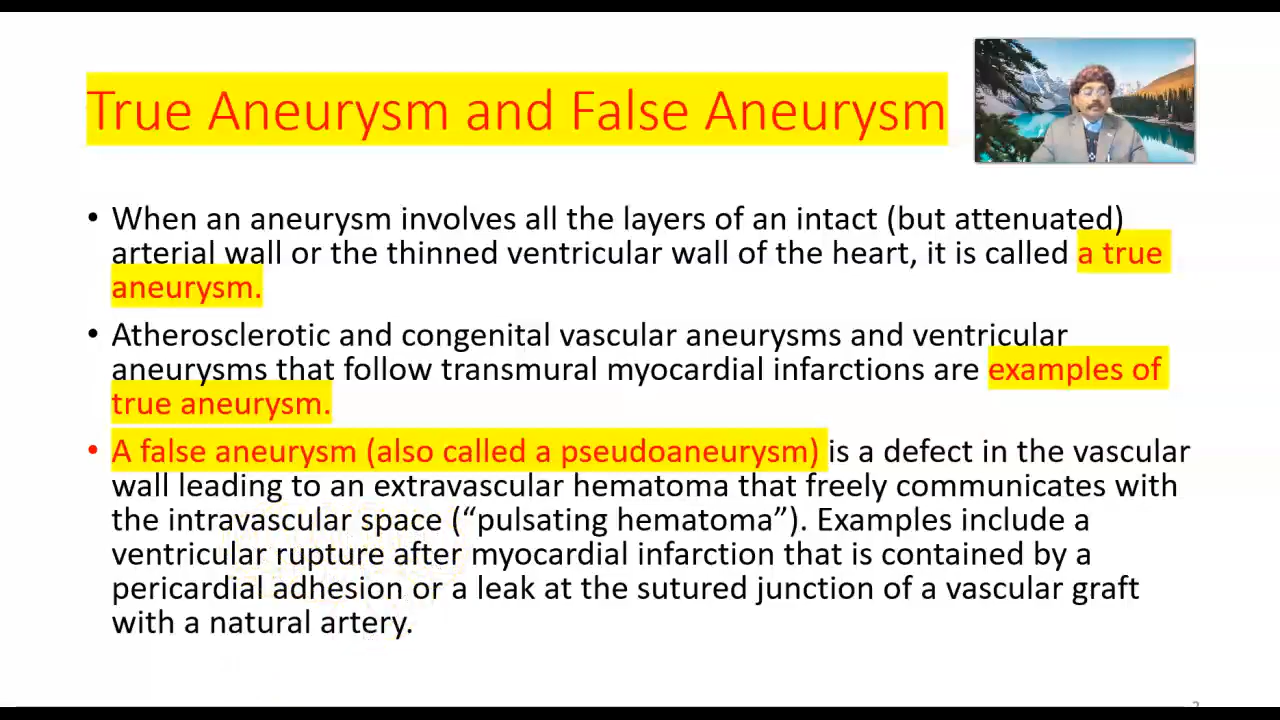 True Aneurysm and False Aneurysm
• When an aneurysm involves all the layers of an intact (but attenuated)
arterial wall or the thinned ventricular wall of the heart, it is called a true
aneurysm.
• Atherosclerotic and congenital vascular aneurysms and ventricular
aneurysms that follow transmural myocardial infarctions are examples of
true aneurysm.
• A false aneurysm (also called a pseudoaneurysm) is a defect in the vascular
wall leading to an extravascular hematoma that freely communicates with
the intravascular space (“pulsating hematoma”). Examples include a
ventricular rupture after myocardial infarction that is contained by a
pericardial adhesion or a leak at the sutured junction of a vascular graft
with a natural artery.